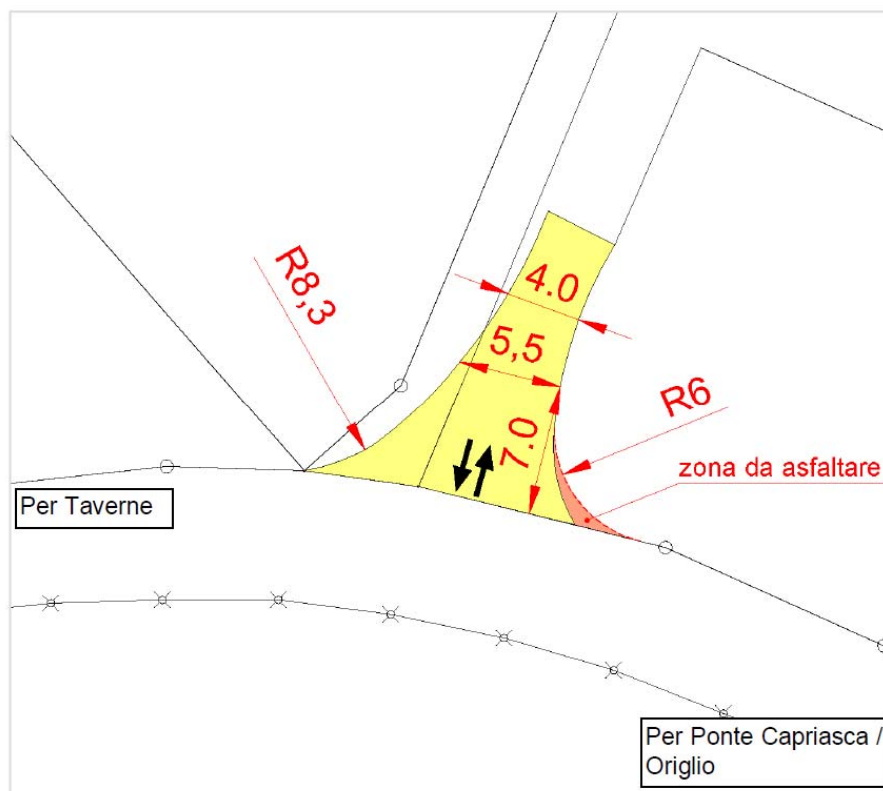 R8,3
4.0
5,5
7.0
R6
zona da asfaltare
Per Taverne
Per Ponte Capriasca /
Origlio